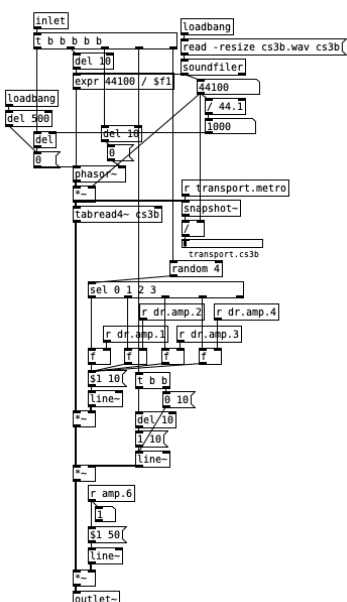 inlet
loadbang
t b b b b b
read -resize cs3b.wav cs3b
del 10
soundfiler
expr 44100 / $f1
44100
loadbang
/ 44.1
del 500
1000
del 10
del
0
0
phasor~
r transport.metro
*~
snapshot~
tabread4~ cs3b
/
transport.cs3b
random 4
sel 0 1 2 3
r dr.amp.2
r dr.amp.4
r dr.amp.1
r dr.amp.3
f
f
f
f
$1 10
t b b
line~
0 10
*~
del 10
1 10
line~
*~
r amp.6
1
$1 50
line~
*~
outlet~